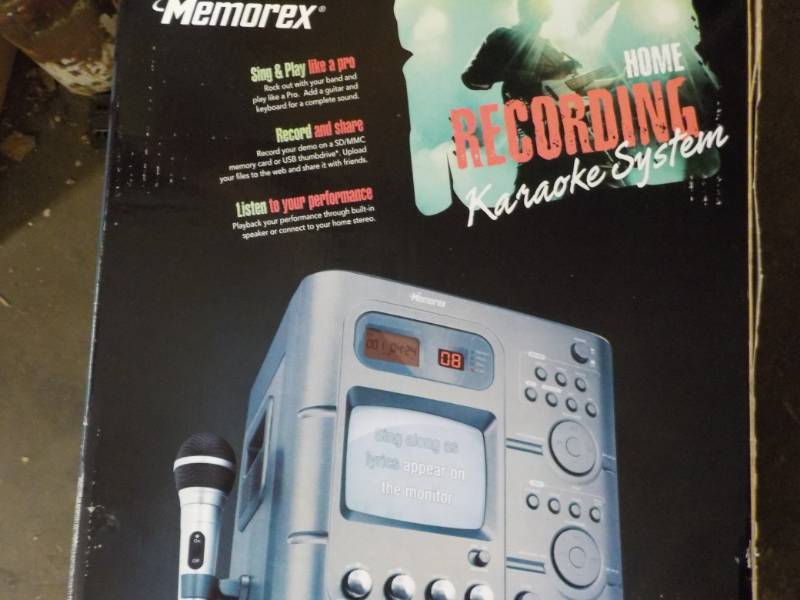 Memorex®
Sing & Play like a pro
Rock out with your band and
play like a Pro. Add a guitar and
keyboard for a complete sound.
Record and share
Record your demo on a SD/MMC
memory card or USB thumbdrive*. Upload
your files to the web and share it with friends.
Listen to your performance
Playback your performance through built-in
speaker or connect to your home stereo.
HOME
RECORDING
Karaoke System
Memorex
001 04:24
08
Sing along as
lyrics appear on
the monitor